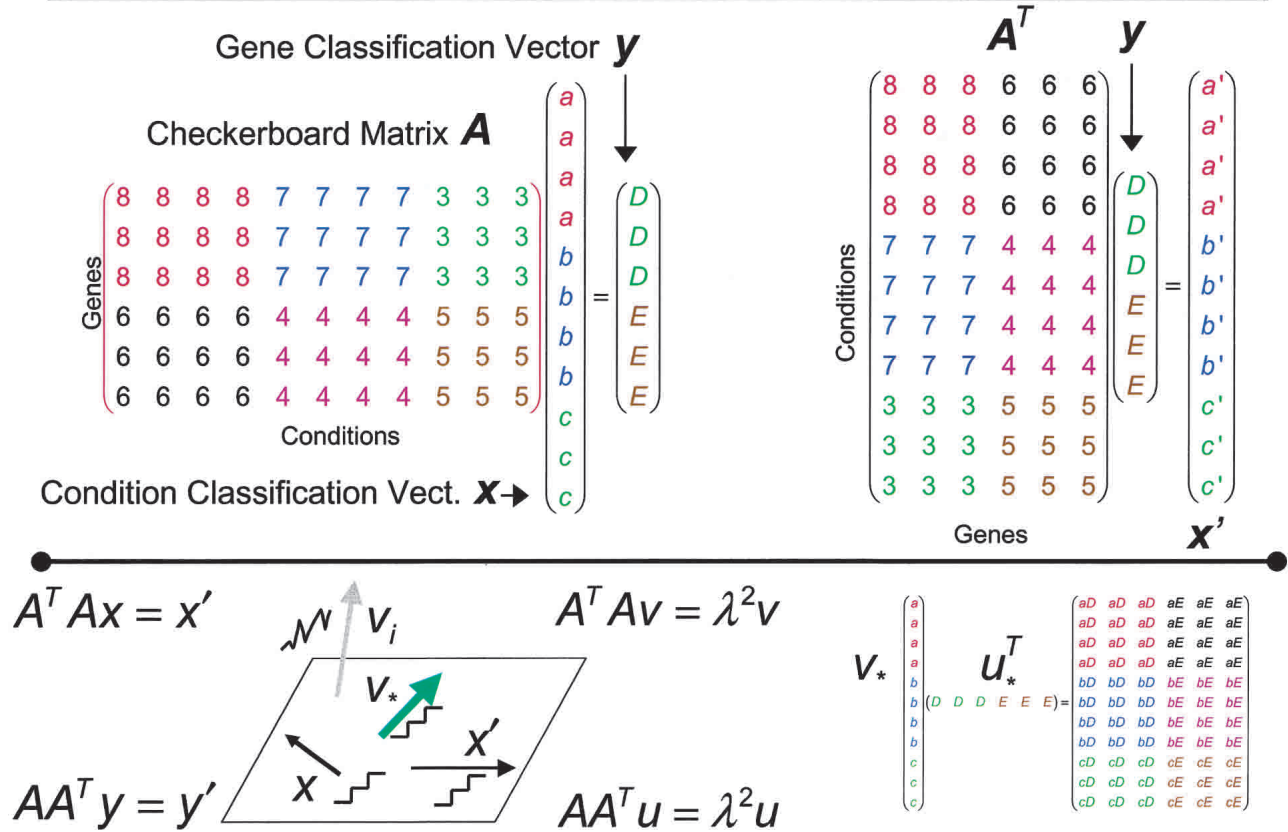 Gene Classification Vector y
Checkerboard Matrix A
8 8 8 8 7 7 7 7 3 3 3
8 8 8 8 7 7 7 7 3 3 3
8 8 8 8 7 7 7 7 3 3 3
6 6 6 6 4 4 4 4 5 5 5
6 6 6 6 4 4 4 4 5 5 5
6 6 6 6 4 4 4 4 5 5 5
Genes
Conditions
a
a
a
a
b
b
b
b
c
c
c
=
D
D
D
E
E
E
Condition Classification Vect. x
A^T y
8 8 8 6 6 6
8 8 8 6 6 6
8 8 8 6 6 6
8 8 8 6 6 6
7 7 7 4 4 4
7 7 7 4 4 4
7 7 7 4 4 4
7 7 7 4 4 4
3 3 3 5 5 5
3 3 3 5 5 5
3 3 3 5 5 5
Conditions
Genes
D
D
D
E
E
E
=
a'
a'
a'
a'
b'
b'
b'
b'
c'
c'
c'
x'
A^T Ax = x′
v_i
v_*
x
x′
AA^T y = y′
A^T Av = λ²v
AA^T u = λ²u
v_*
a
a
a
a
b
b
b
b
c
c
c
u_*^T
(D D D E E E) =
aD aD aD aE aE aE
aD aD aD aE aE aE
aD aD aD aE aE aE
aD aD aD aE aE aE
bD bD bD bE bE bE
bD bD bD bE bE bE
bD bD bD bE bE bE
bD bD bD bE bE bE
cD cD cD cE cE cE
cD cD cD cE cE cE
cD cD cD cE cE cE